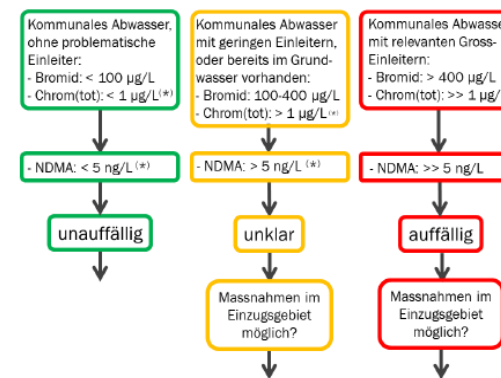 Kommunales Abwasser,
ohne problematische
Einleiter:
- Bromid: < 100 µg/L
- Chrom(tot): < 1 µg/L(*)
- NDMA: < 5 ng/L (*)
unauffällig
Kommunales Abwasser
mit geringen Einleitern,
oder bereits im Grund-
wasser vorhanden:
- Bromid: 100-400 µg/L
- Chrom(tot): > 1 µg/L(*)
- NDMA: > 5 ng/L (*)
unklar
Massnahmen im
Einzugsgebiet
möglich?
Kommunales Abwasse
mit relevanten Gross-
Einleitern:
- Bromid: > 400 µg/L
- Chrom(tot): >> 1 µg/
- NDMA: >> 5 ng/L
auffällig
Massnahmen im
Einzugsgebiet
möglich?